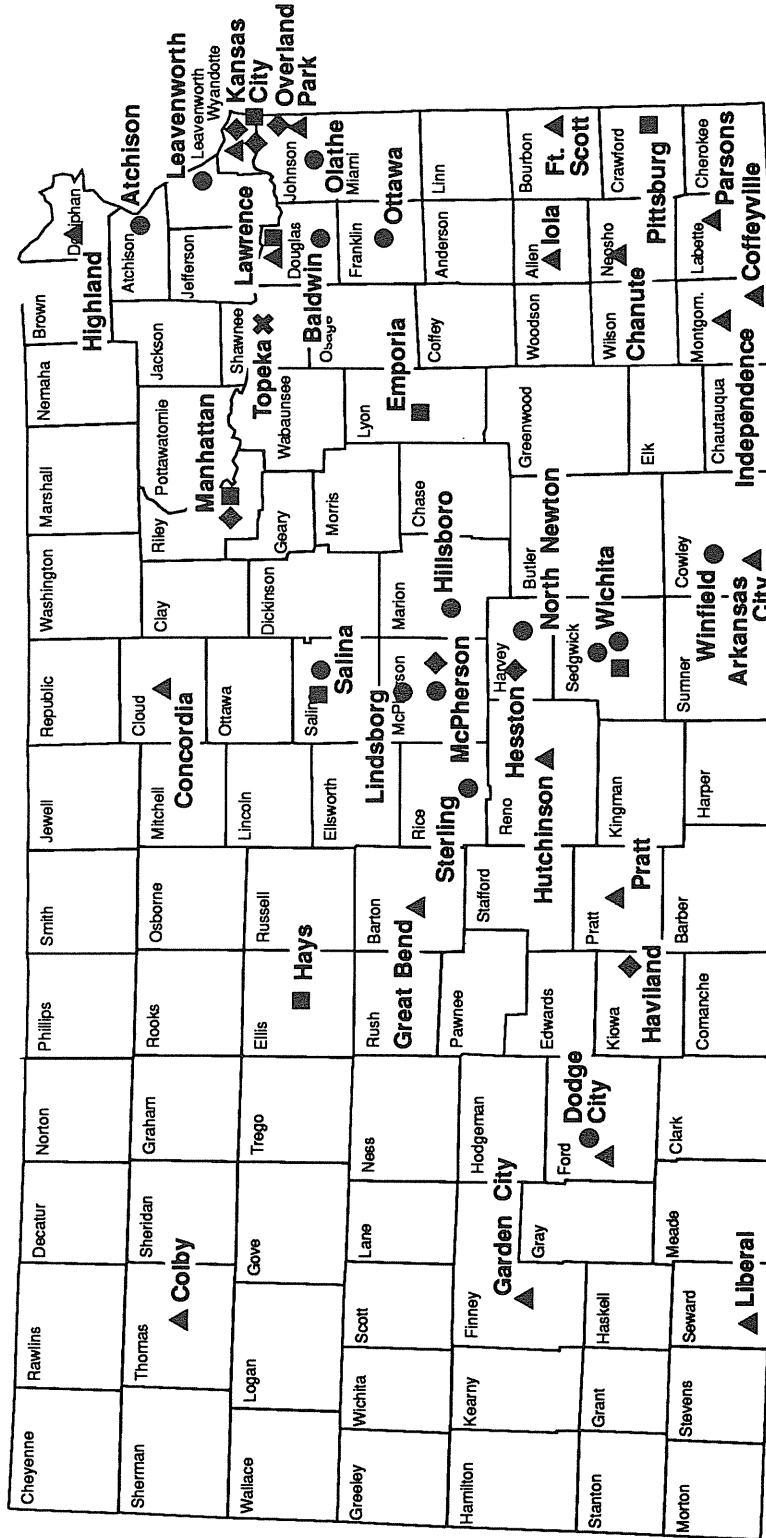 Cheyenne
Rawlins
Decatur
Norton
Phillips
Smith
Jewell
Republic
Washington
Marshall
Nemaha
Brown
Doniphan
Highland
Atchison
Atchison
Sherman
Thomas
Colby
Sheridan
Graham
Rooks
Osborne
Mitchell
Cloud
Concordia
Clay
Riley
Pottawatomie
Manhattan
Jackson
Jefferson
Leavenworth
Leavenworth
Wyandotte
Kansas
City
Wallace
Logan
Gove
Trego
Ellis
Hays
Russell
Lincoln
Ottawa
Dickinson
Geary
Wabaunsee
Shawnee
Topeka
Lawrence
Douglas
Johnson
Overland
Park
Olathe
Miami
Greeley
Wichita
Scott
Lane
Ness
Rush
Great Bend
Barton
Ellsworth
Saline
Salina
Lindsborg
McPherson
McPherson
Marion
Hillsboro
Morris
Chase
Lyon
Emporia
Osage
Baldwin
Franklin
Ottawa
Hamilton
Kearny
Finney
Garden City
Hodgeman
Pawnee
Stafford
Rice
Sterling
Reno
Hutchinson
Harvey
Hesston
North Newton
Butler
Greenwood
Coffey
Anderson
Linn
Gray
Ford
Dodge
City
Edwards
Sedgwick
Wichita
Woodson
Allen
Iola
Bourbon
Ft.
Scott
Stanton
Grant
Haskell
Kiowa
Haviland
Pratt
Pratt
Kingman
Elk
Wilson
Chanute
Neosho
Crawford
Pittsburg
Morton
Stevens
Seward
Liberal
Meade
Clark
Comanche
Barber
Harper
Sumner
Cowley
Winfield
Arkansas
City
Chautauqua
Independence
Montgom.
Coffeyville
Labette
Parsons
Cherokee